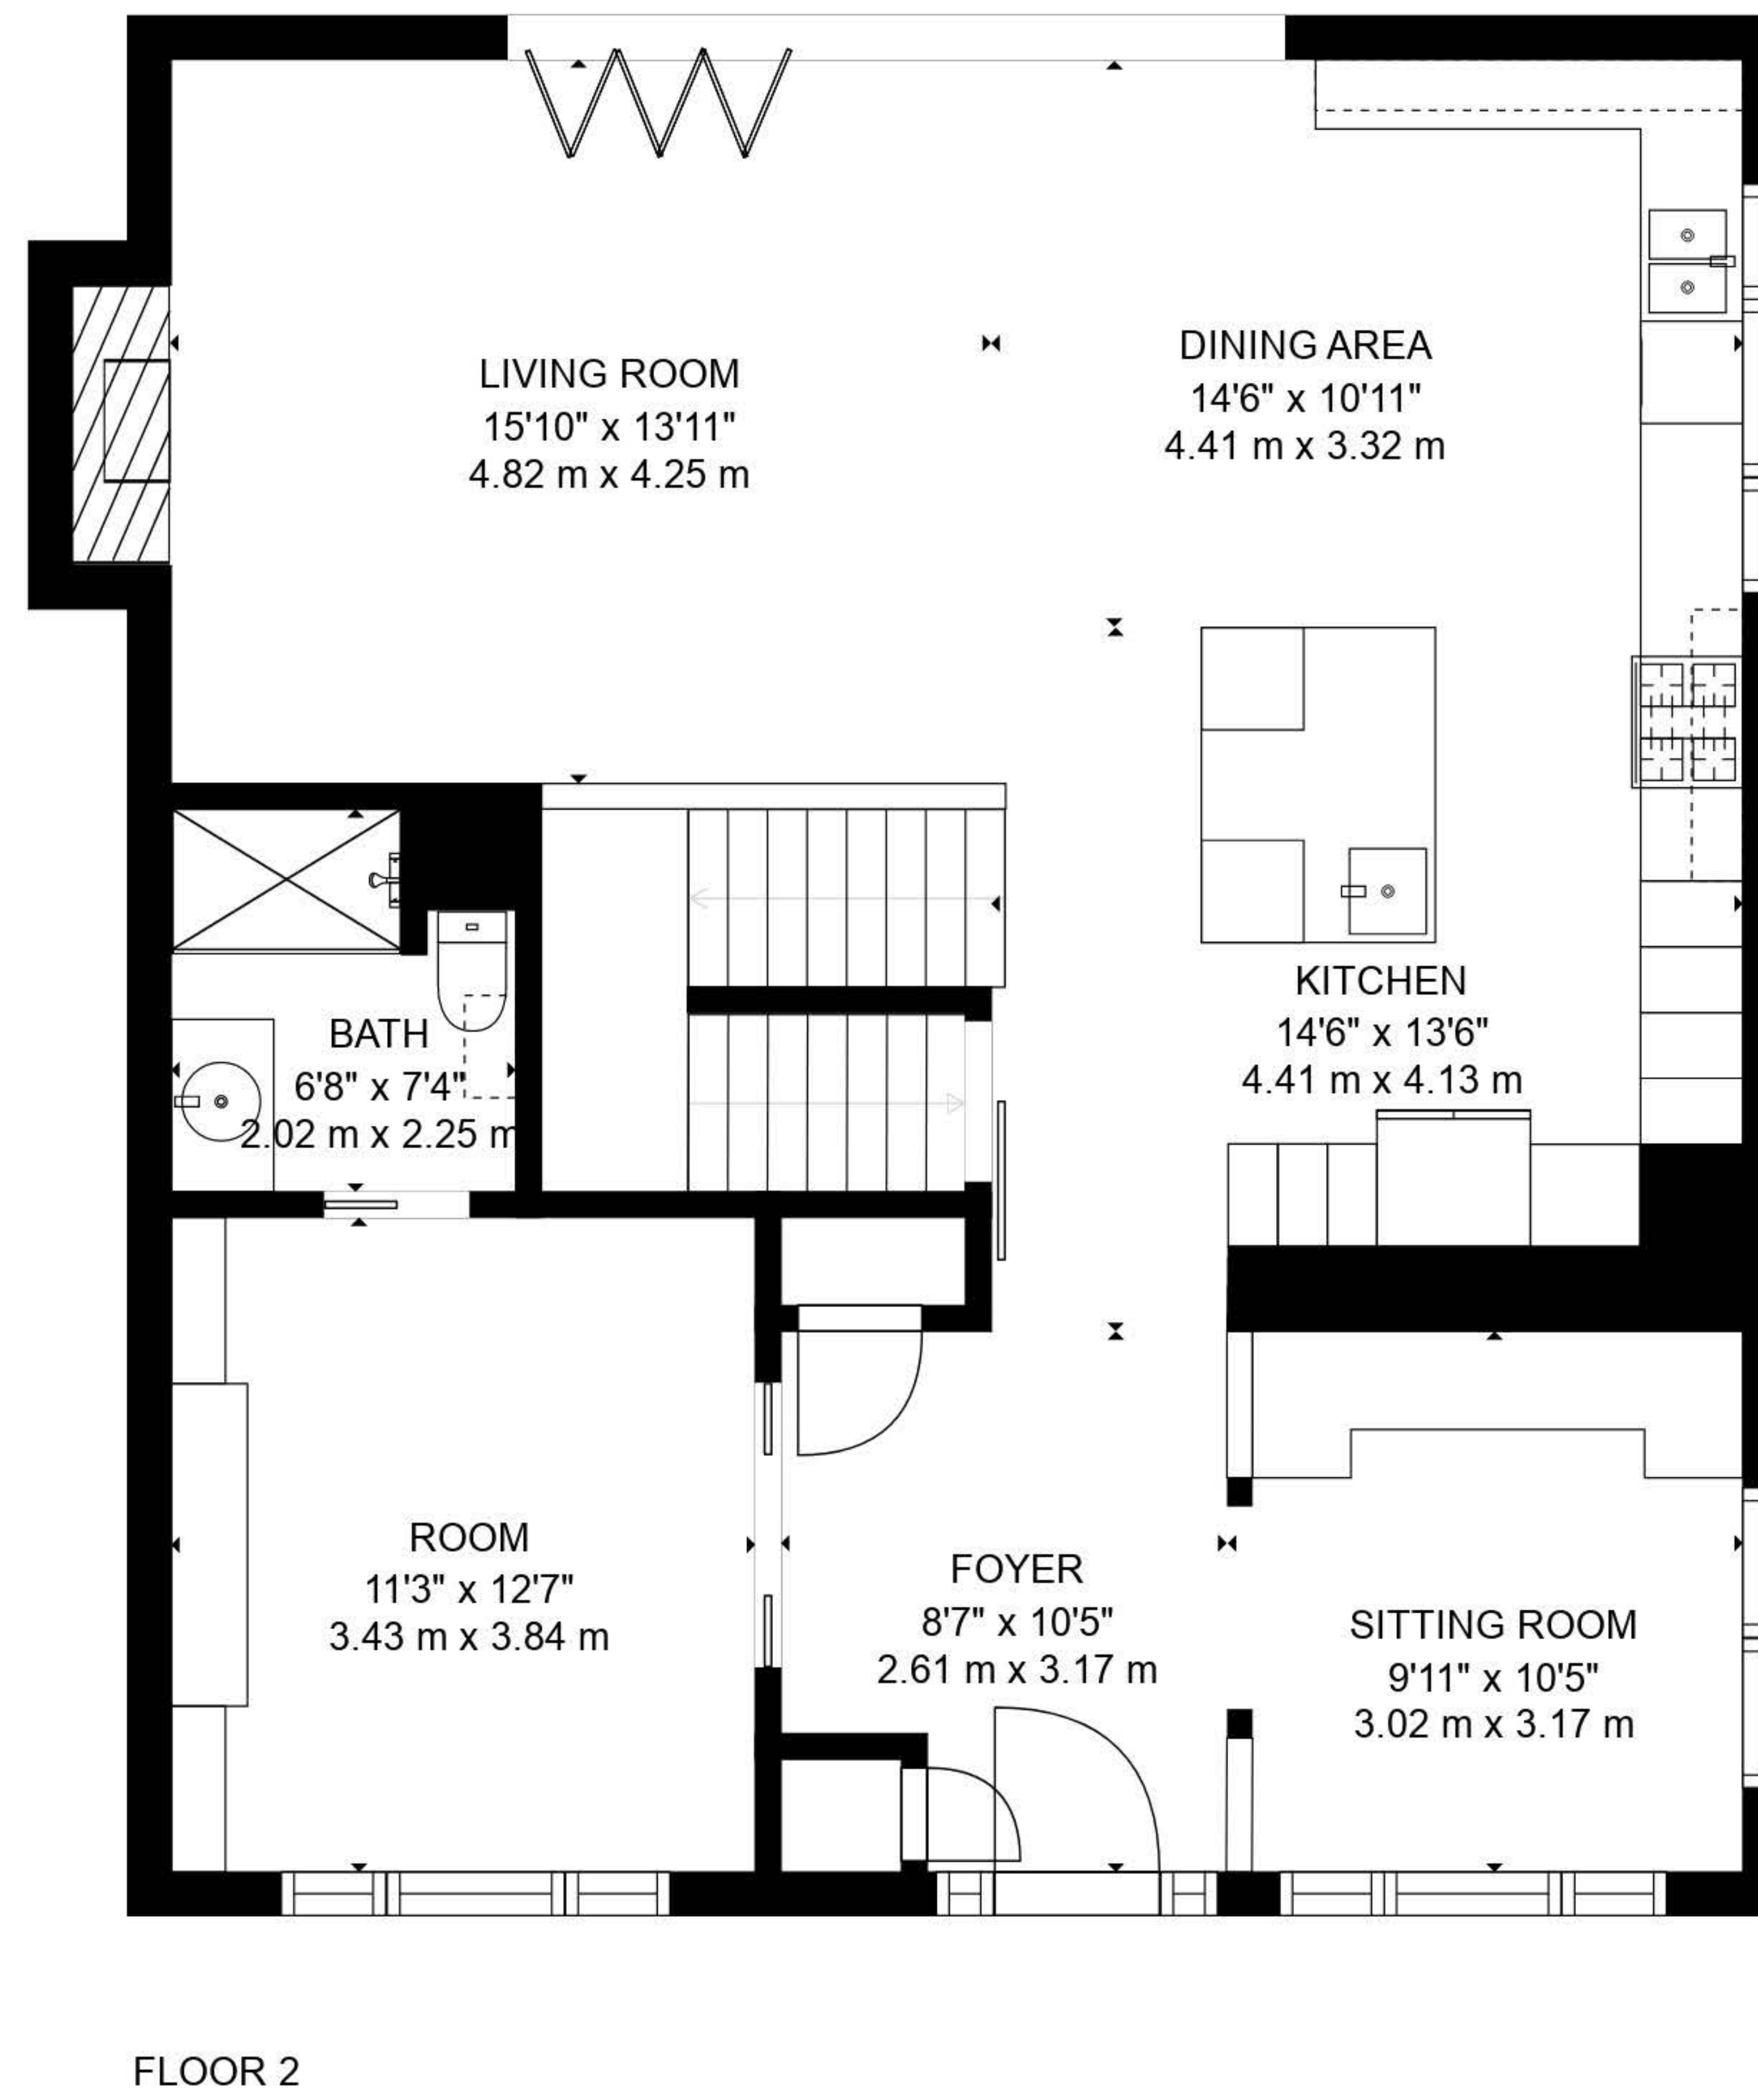 LIVING ROOM
15'10" x 13'11"
4.82 m x 4.25 m
DINING AREA
14'6" x 10'11"
4.41 m x 3.32 m
KITCHEN
14'6" x 13'6"
4.41 m x 4.13 m
BATH
6'8" x 7'4"
2.02 m x 2.25 m
ROOM
11'3" x 12'7"
3.43 m x 3.84 m
FOYER
8'7" x 10'5"
2.61 m x 3.17 m
SITTING ROOM
9'11" x 10'5"
3.02 m x 3.17 m
FLOOR 2